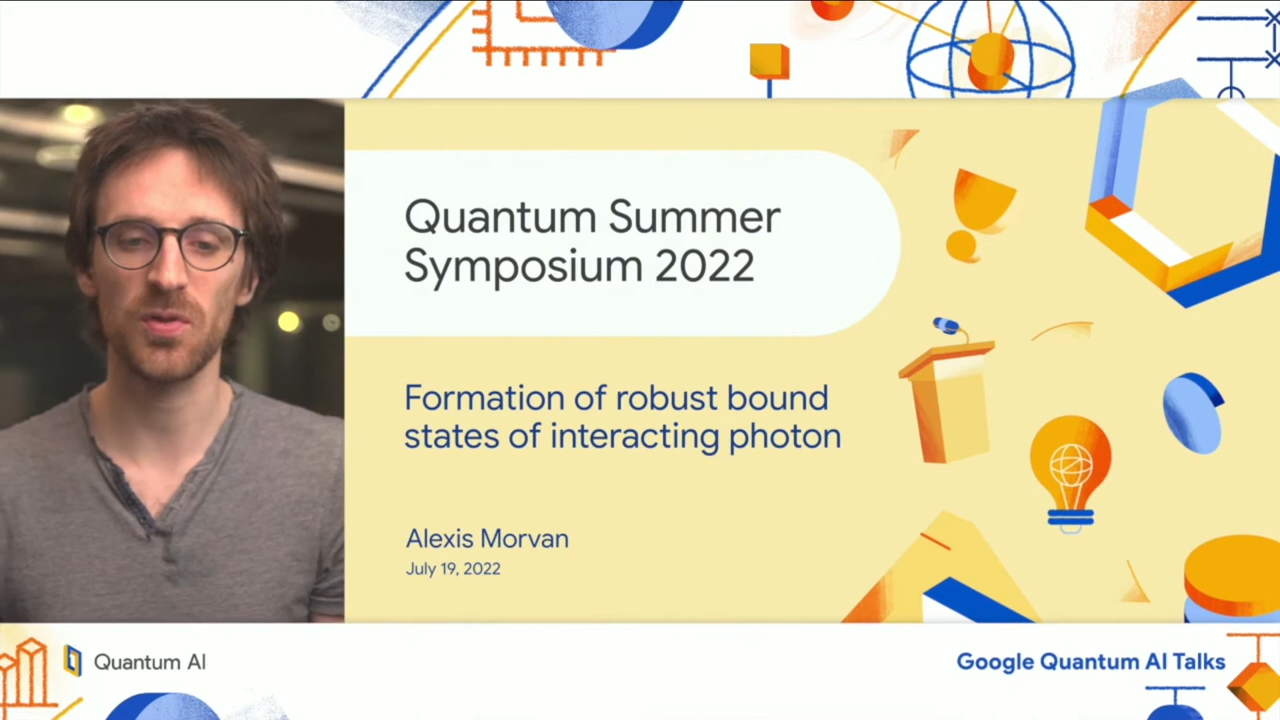 Quantum Summer
Symposium 2022
Formation of robust bound
states of interacting photon
Alexis Morvan
July 19, 2022
Quantum AI
Google Quantum AI Talks